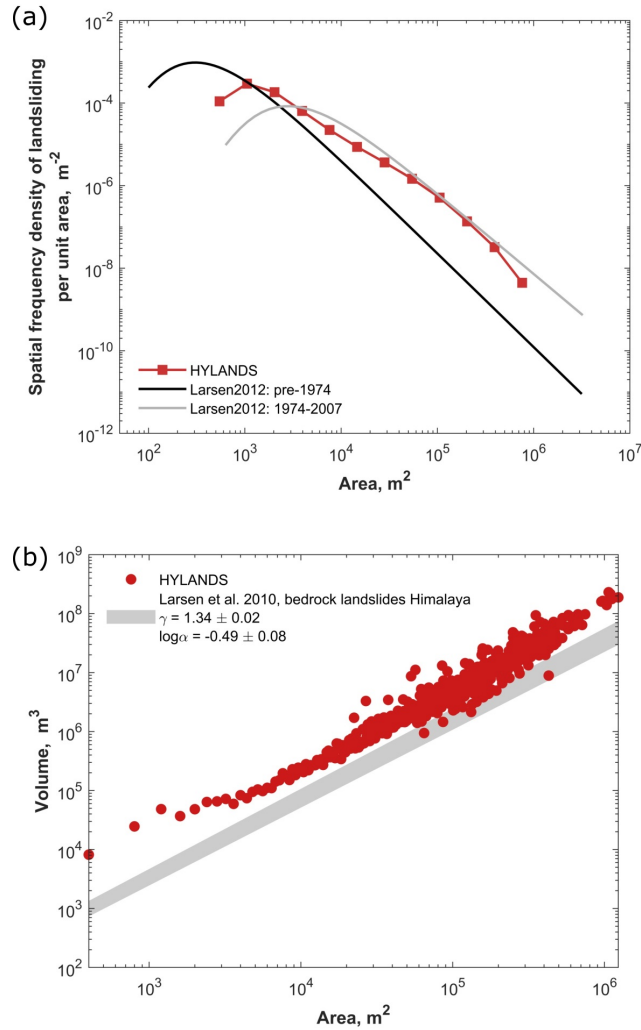 (a)
10^-2
10^-4
10^-6
10^-8
10^-10
10^-12
Spatial frequency density of landsliding
per unit area, m^-2
HYLANDS
Larsen2012: pre-1974
Larsen2012: 1974-2007
10^2 10^3 10^4 10^5 10^6 10^7
Area, m^2
(b)
10^9
10^8
10^7
10^6
10^5
10^4
10^3
10^2
Volume, m^3
HYLANDS
Larsen et al. 2010, bedrock landslides Himalaya
γ = 1.34 ± 0.02
logα = -0.49 ± 0.08
10^3 10^4 10^5 10^6
Area, m^2